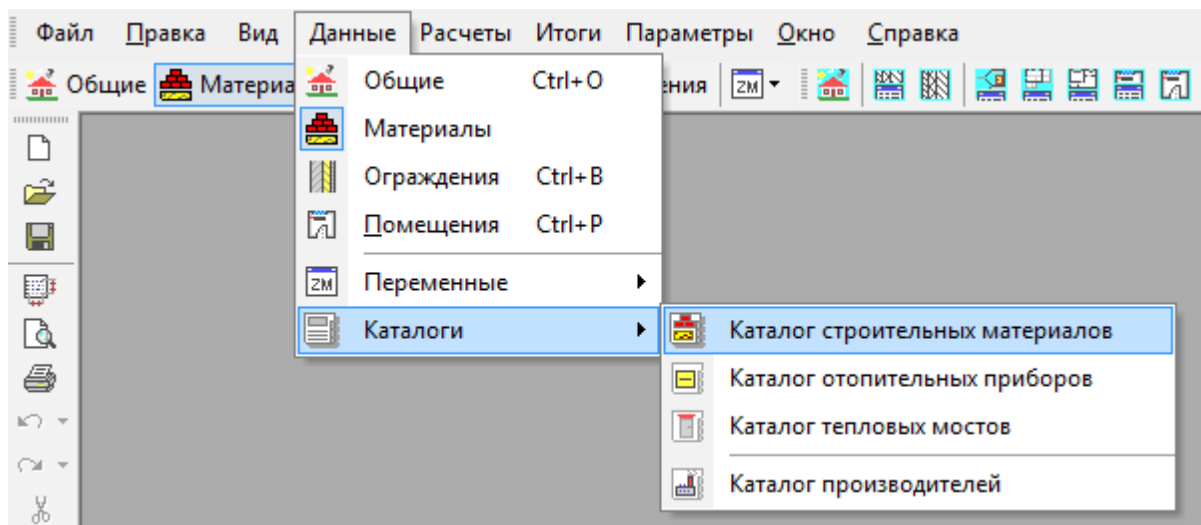 Файл Правка Вид Данные Расчеты Итоги Параметры Окно Справка
Общие Материа ения ZM
Общие Ctrl+O
Материалы
Ограждения Ctrl+B
Помещения Ctrl+P
ZM Переменные
Каталоги
Каталог строительных материалов
Каталог отопительных приборов
Каталог тепловых мостов
Каталог производителей